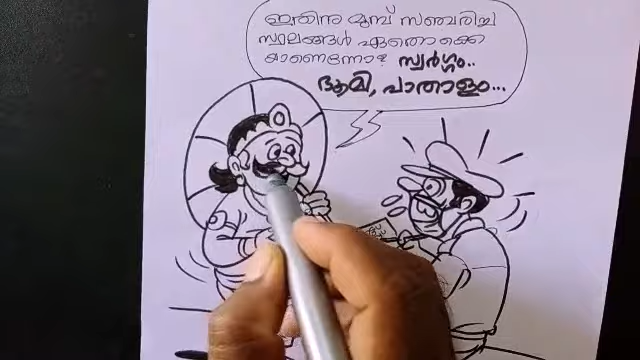 ഇതിനു മുമ്പ് സഞ്ചരിച്ച
സ്ഥലങ്ങൾ ഏതൊക്കെ
യാണെന്നോ? സ്വർഗ്ഗം..
ഭൂമി, പാതാളം...